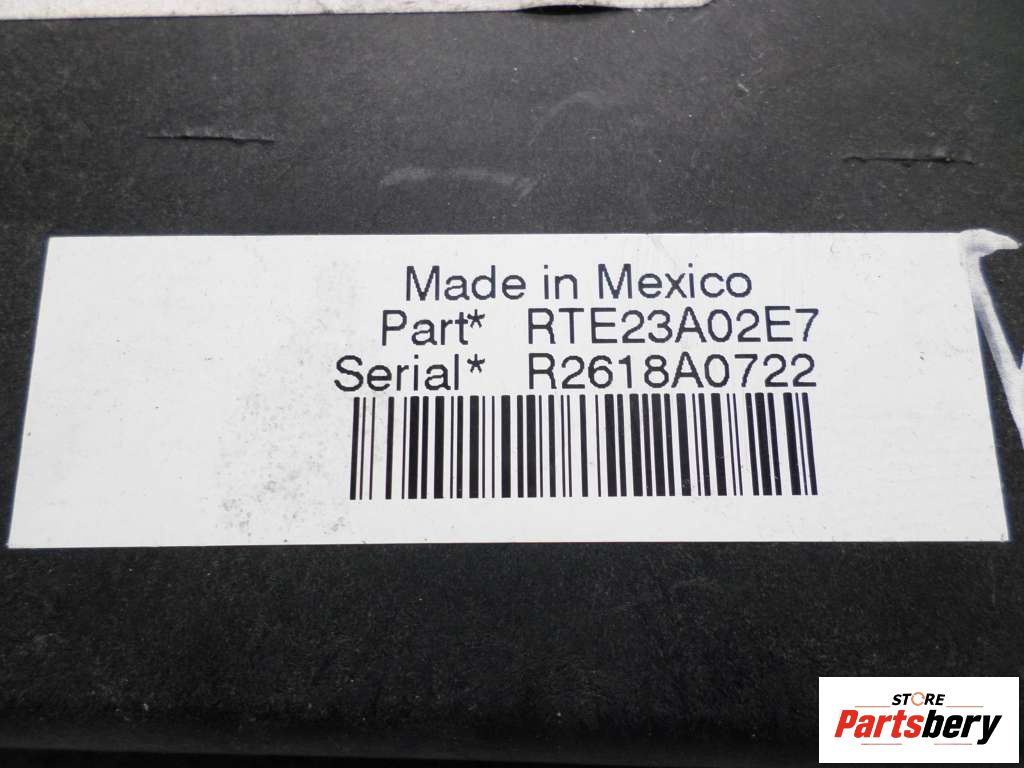 Made in Mexico
Part* RTE23A02E7
Serial* R2618A0722
STORE
Partsbery